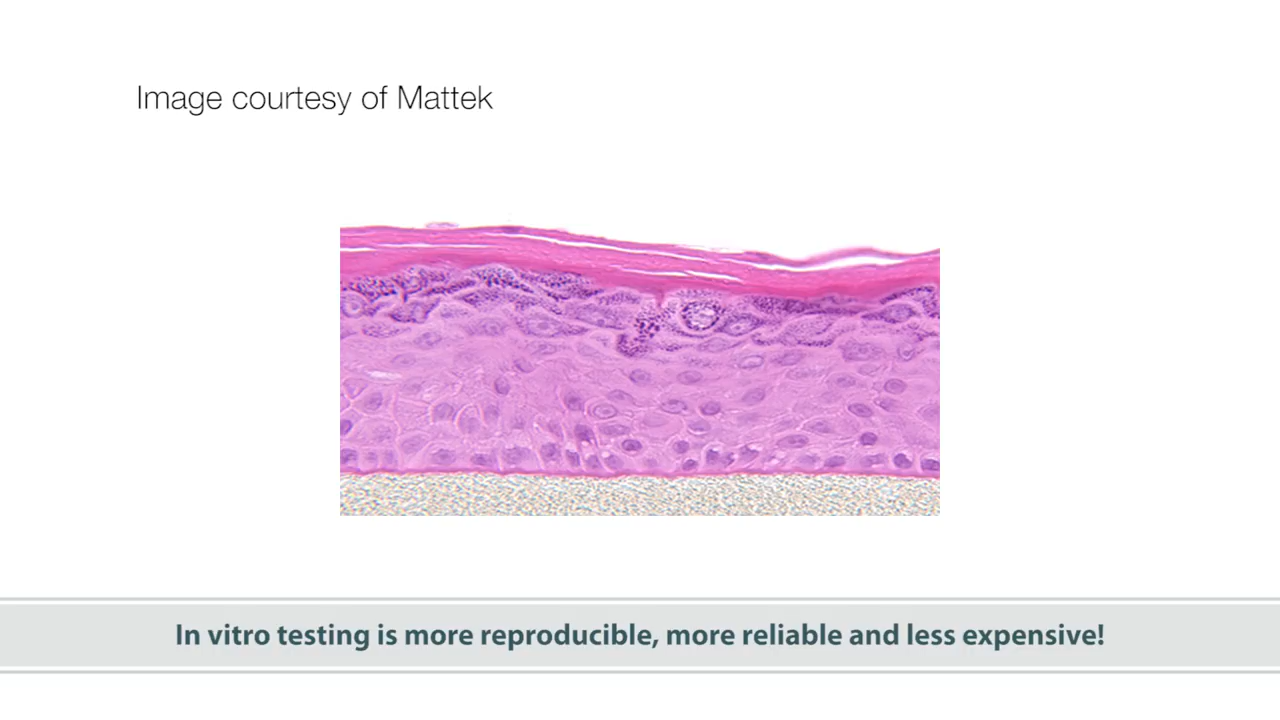 Image courtesy of Mattek
In vitro testing is more reproducible, more reliable and less expensive!